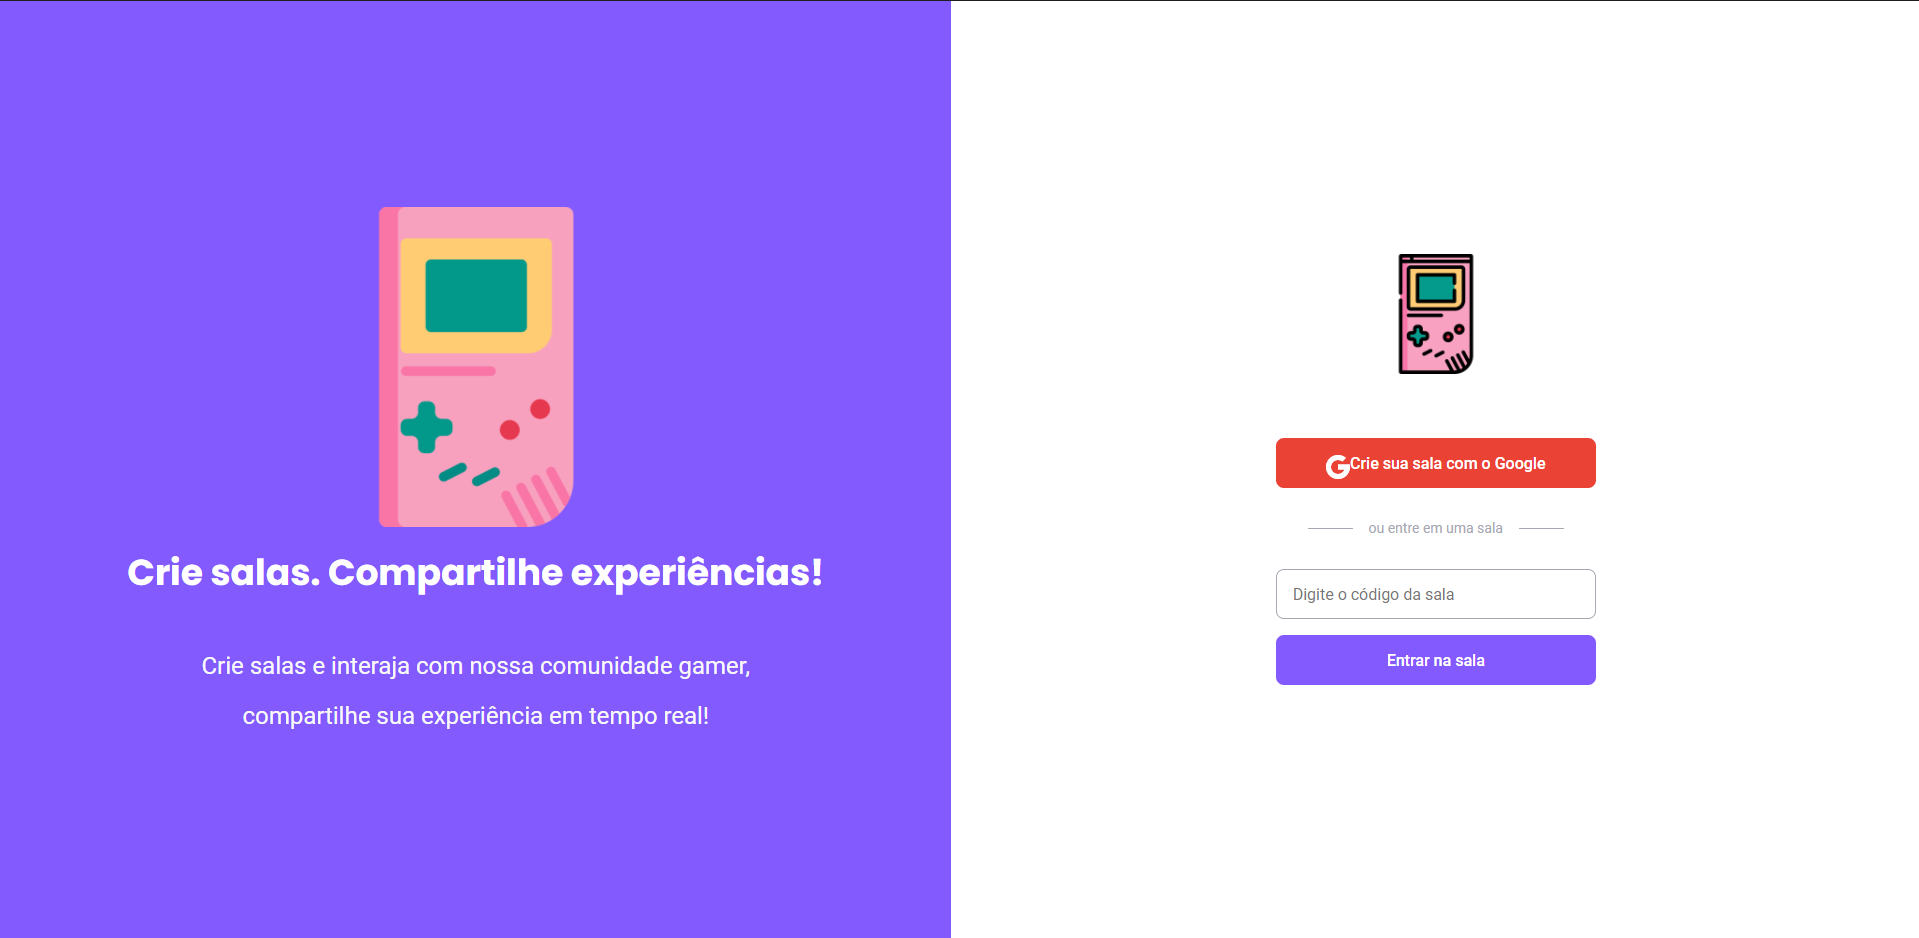 Crie salas. Compartilhe experiências!
Crie salas e interaja com nossa comunidade gamer,
compartilhe sua experiência em tempo real!
Crie sua sala com o Google
ou entre em uma sala
Digite o código da sala
Entrar na sala